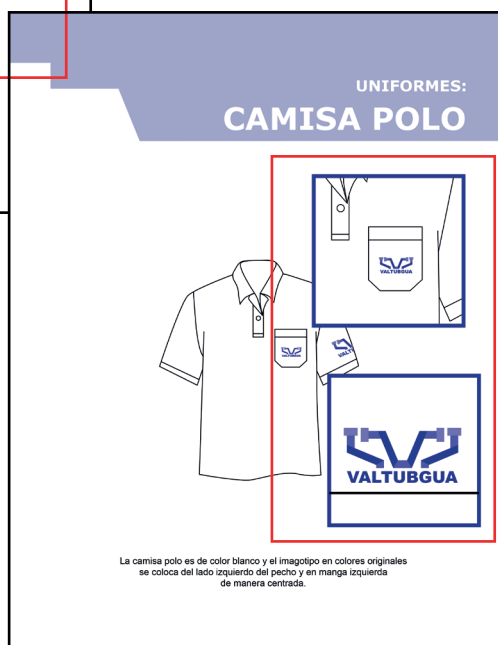 UNIFORMES:
CAMISA POLO
VALTUBGUA
VALTUBGUA
VALTUBGUA
La camisa polo es de color blanco y el imagotipo en colores originales
se coloca del lado izquierdo del pecho y en manga izquierda
de manera centrada.